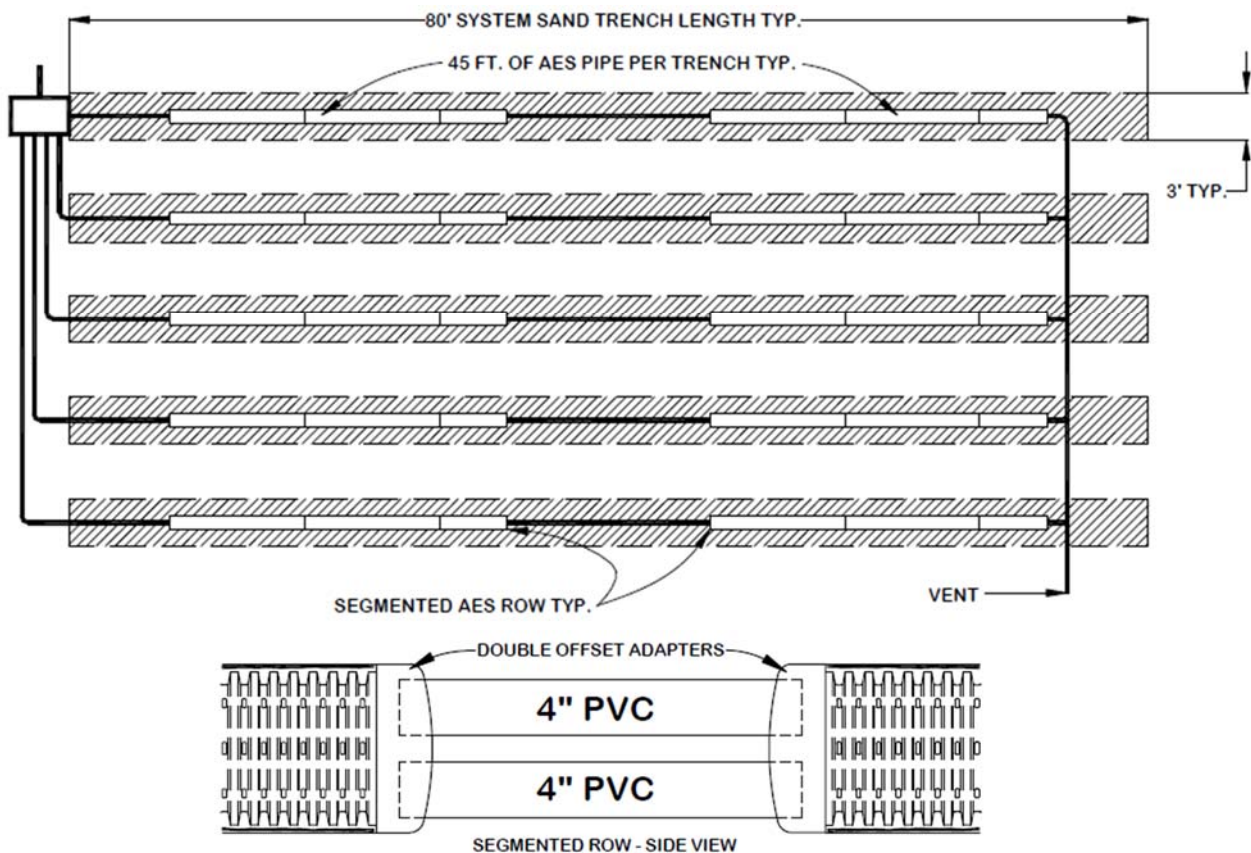 80' SYSTEM SAND TRENCH LENGTH TYP.
45 FT. OF AES PIPE PER TRENCH TYP.
3' TYP.
SEGMENTED AES ROW TYP.
VENT
DOUBLE OFFSET ADAPTERS
4" PVC
4" PVC
SEGMENTED ROW - SIDE VIEW